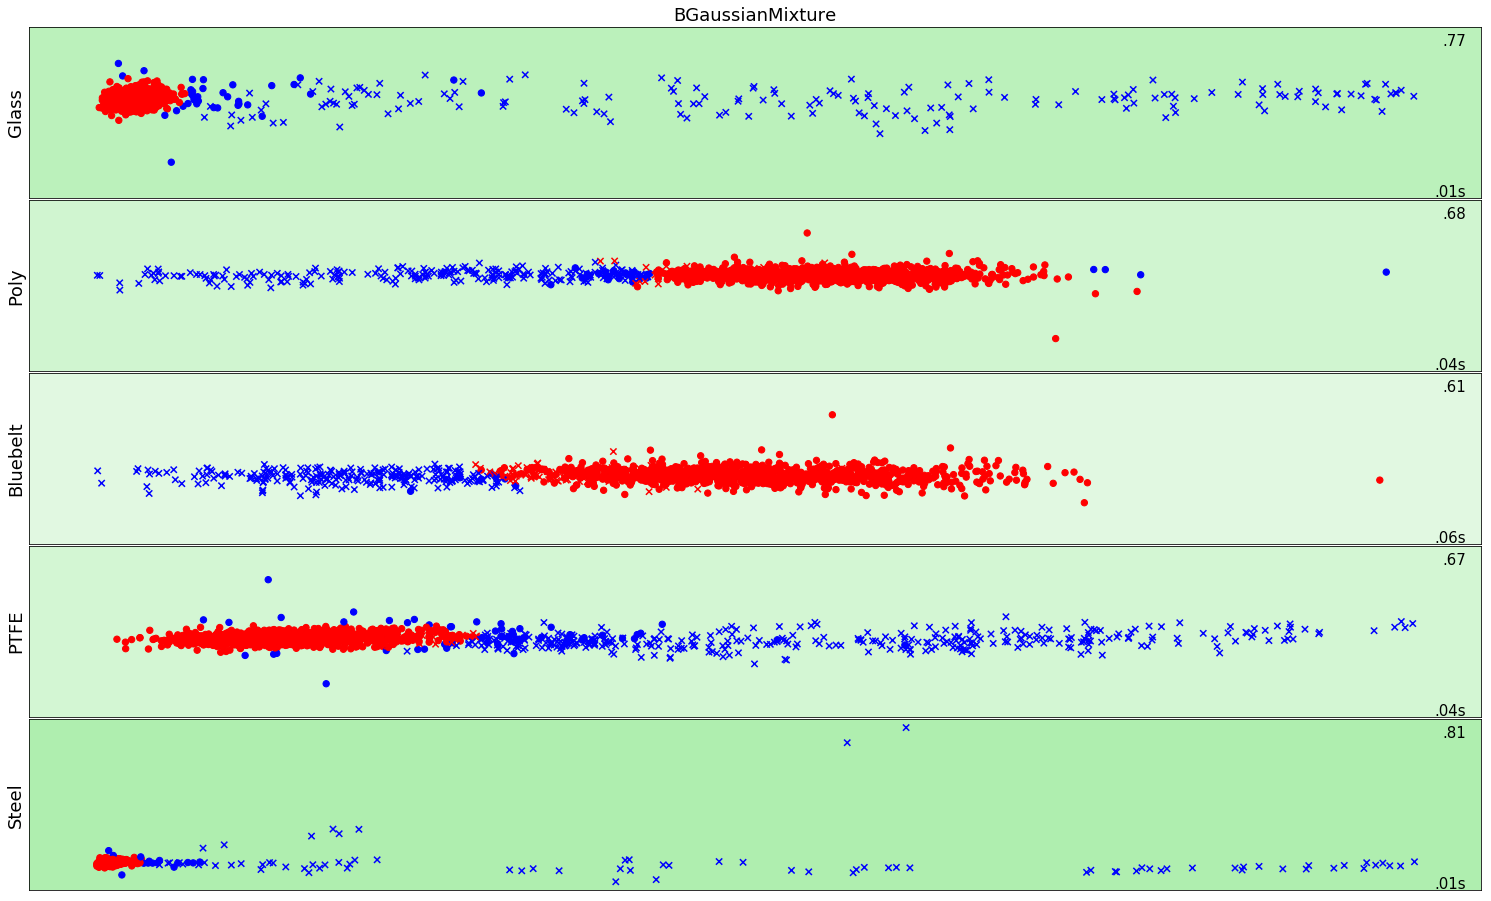 BGaussianMixture
Glass
.77
.01s
Poly
.68
.04s
Bluebelt
.61
.06s
PTFE
.67
.04s
Steel
.81
.01s